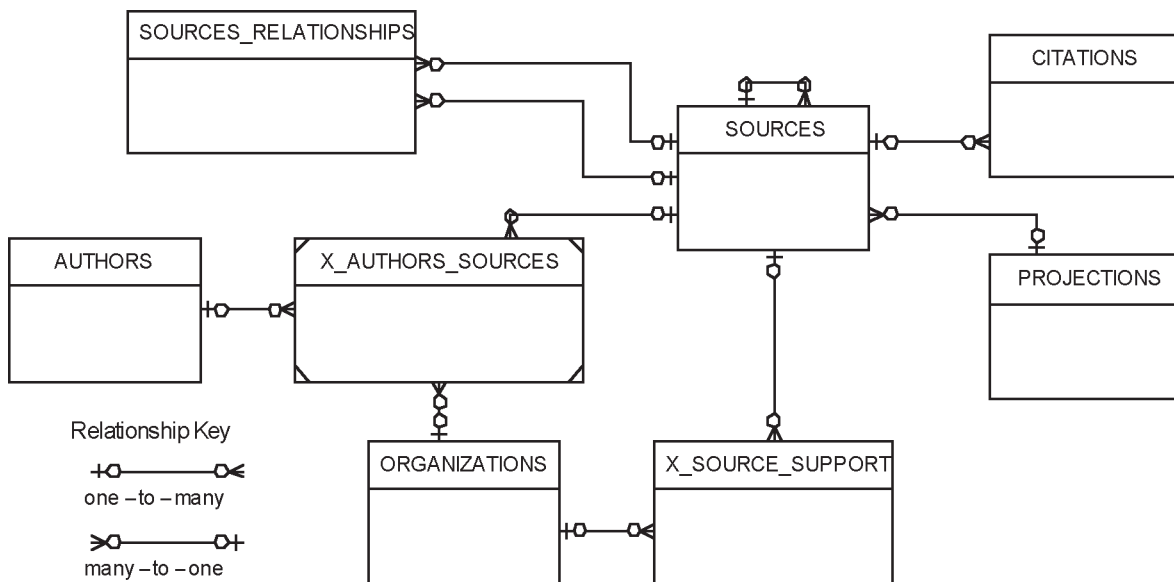 SOURCES_RELATIONSHIPS
CITATIONS
SOURCES
AUTHORS
X_AUTHORS_SOURCES
PROJECTIONS
Relationship Key
one –to – many
many –to – one
ORGANIZATIONS
X_SOURCE_SUPPORT